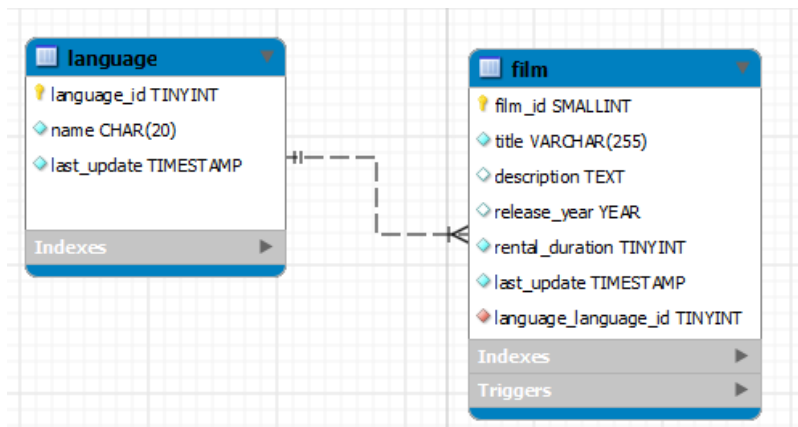 language
language_id TINYINT
name CHAR(20)
last_update TIMESTAMP
Indexes
film
film_id SMALLINT
title VARCHAR(255)
description TEXT
release_year YEAR
rental_duration TINYINT
last_update TIMESTAMP
language_language_id TINYINT
Indexes
Triggers